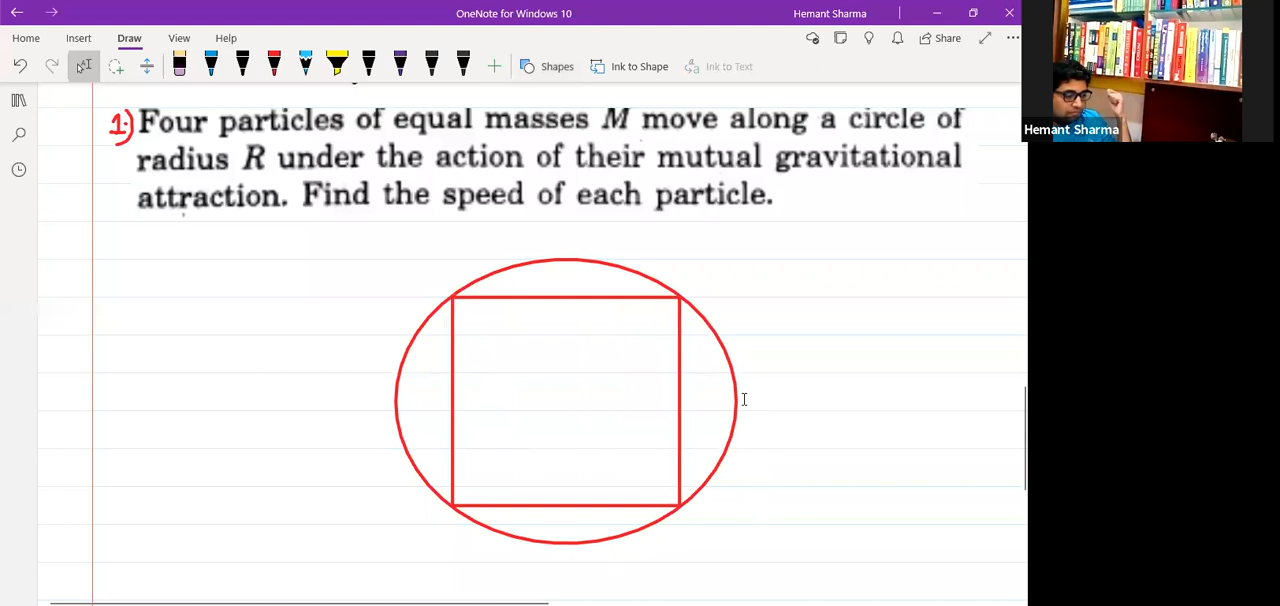 OneNote for Windows 10
Hemant Sharma
Home Insert Draw View Help
Share
Shapes
Ink to Shape
Ink to Text
1.) Four particles of equal masses M move along a circle of
radius R under the action of their mutual gravitational
attraction. Find the speed of each particle.
Hemant Sharma